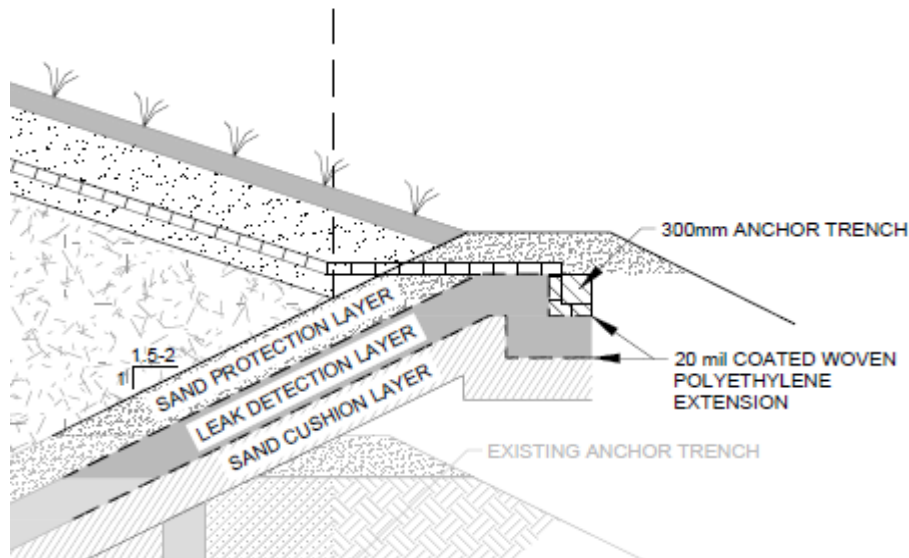 300mm ANCHOR TRENCH
1.5-2
1
SAND PROTECTION LAYER
LEAK DETECTION LAYER
SAND CUSHION LAYER
20 mil COATED WOVEN
POLYETHYLENE
EXTENSION
EXISTING ANCHOR TRENCH